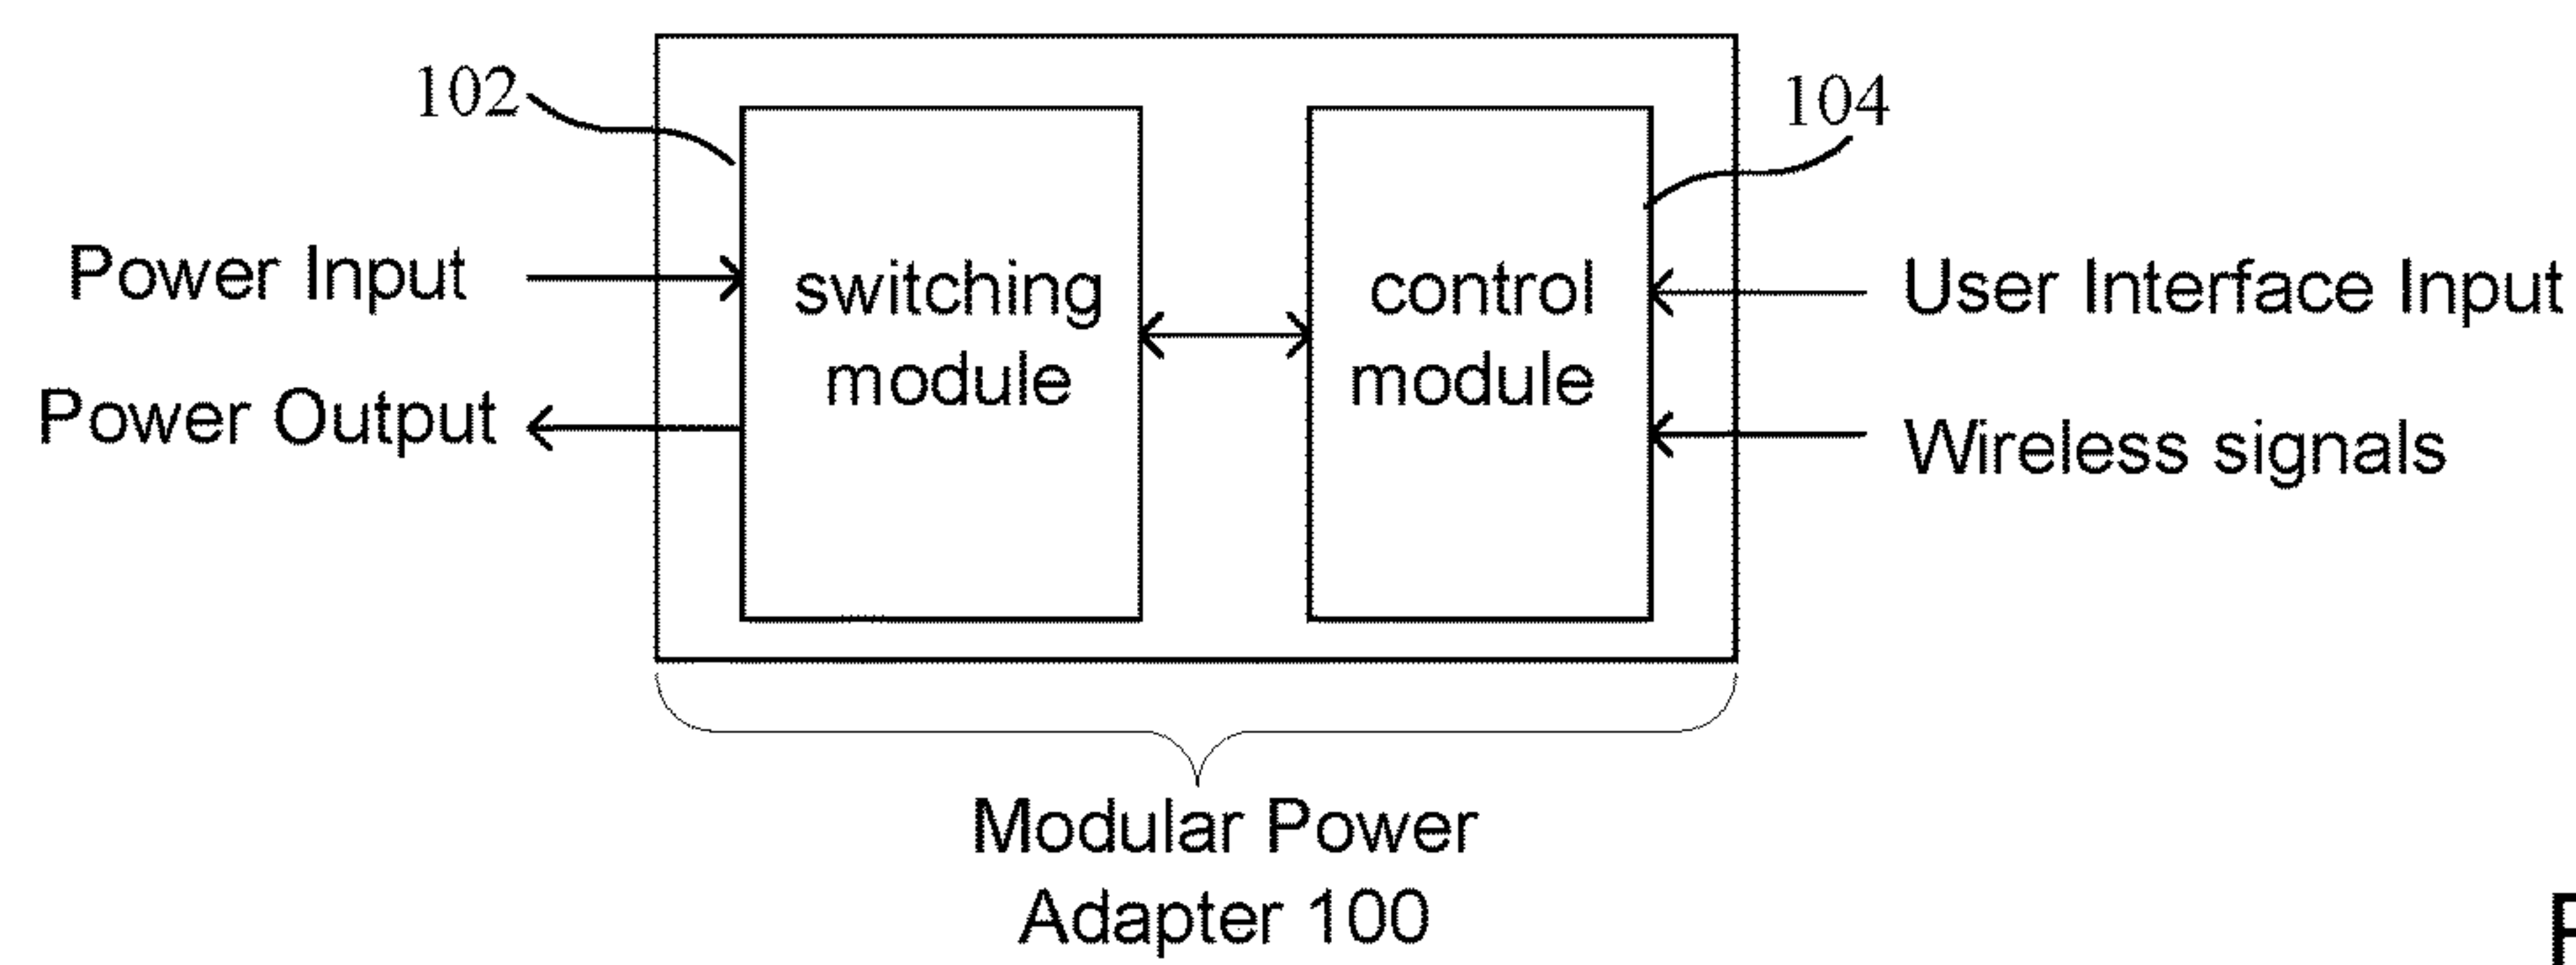 102
104
Power Input
switching
module
control
module
User Interface Input
Power Output
Wireless signals
Modular Power
Adapter 100